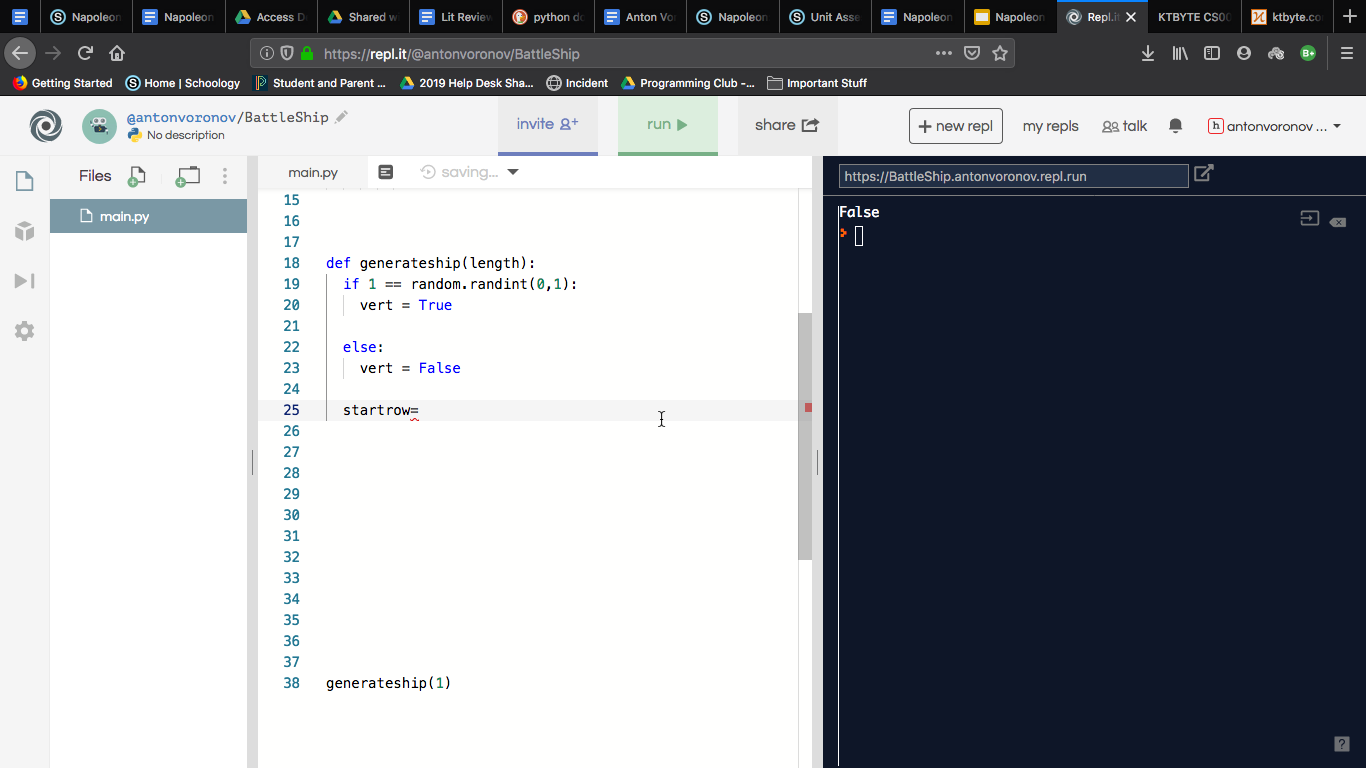 Napoleon
Napoleon
Access D
Shared w
Lit Review
python do
Anton Vo
Napoleon
Unit Asse
Napoleon
Napoleon
Repl.it
KTBYTE CS00
ktbyte.co
https://repl.it/@antonvoronov/BattleShip
Getting Started
Home | Schoology
Student and Parent ...
2019 Help Desk Sha...
Incident
Programming Club -...
Important Stuff
@antonvoronov/BattleShip
No description
invite
run
share
+ new repl
my repls
talk
h antonvoronov ...
Files
main.py
main.py
saving...
15
16
17
18 def generateship(length):
19 if 1 == random.randint(0,1):
20 vert = True
21
22 else:
23 vert = False
24
25 startrow=
26
27
28
29
30
31
32
33
34
35
36
37
38 generateship(1)
https://BattleShip.antonvoronov.repl.run
False
?